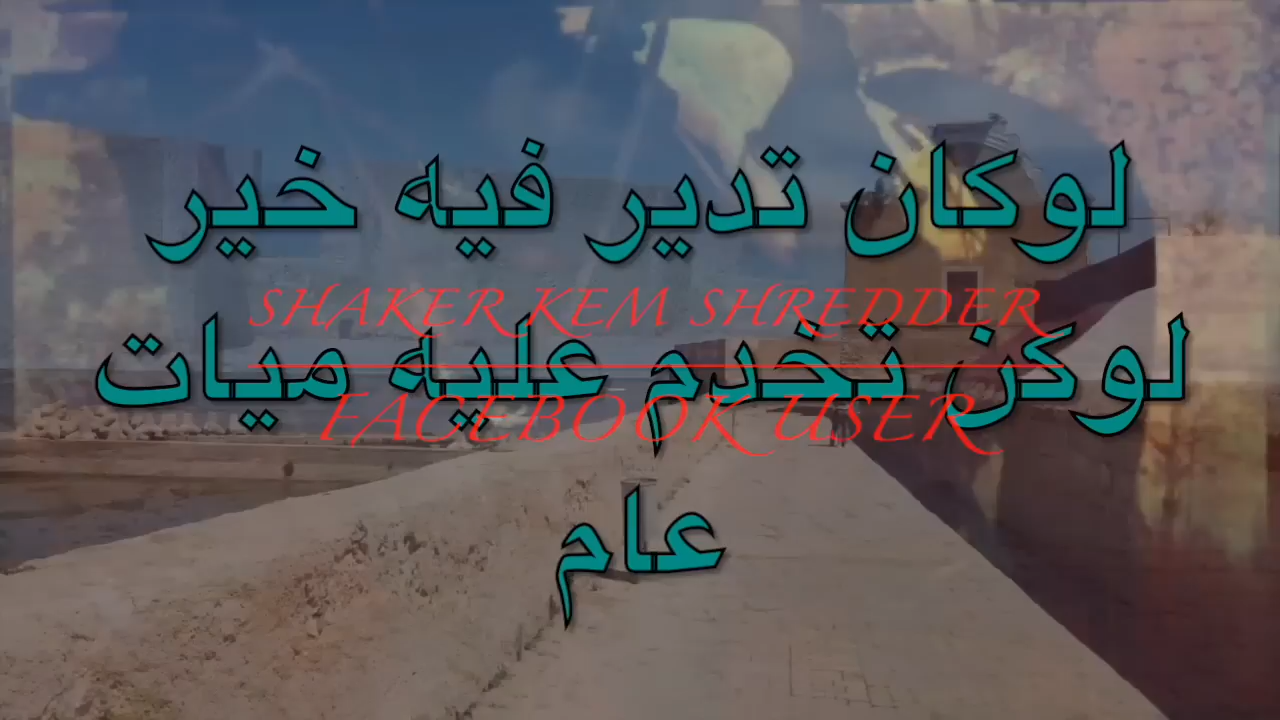 لوكان تدير فيه خير
SHAKER KEM SHREDDER
لوكن تخدم عليه ميات
FACEBOOK USER
عام